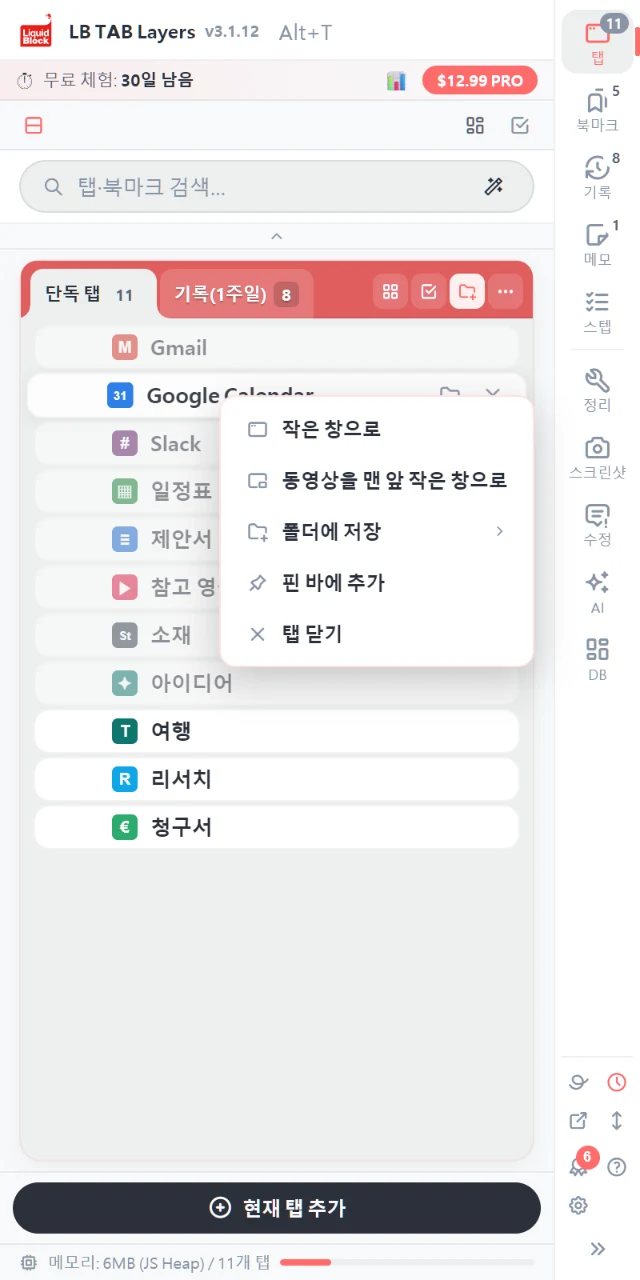 Liquid Block
LB TAB Layers v3.1.12 Alt+T
무료 체험: 30일 남음
$12.99 PRO
탭·북마크 검색...
단독 탭 11
기록(1주일) 8
M Gmail
31 Google Calendar
# Slack
일정표
제안서
참고 영
St 소재
아이디어
T 여행
R 리서치
€ 청구서
작은 창으로
동영상을 맨 앞 작은 창으로
폴더에 저장
핀 바에 추가
탭 닫기
현재 탭 추가
메모리: 6MB (JS Heap) / 11개 탭
11
탭
5
북마크
8
기록
1
메모
스텝
정리
스크린샷
수정
AI
DB
6